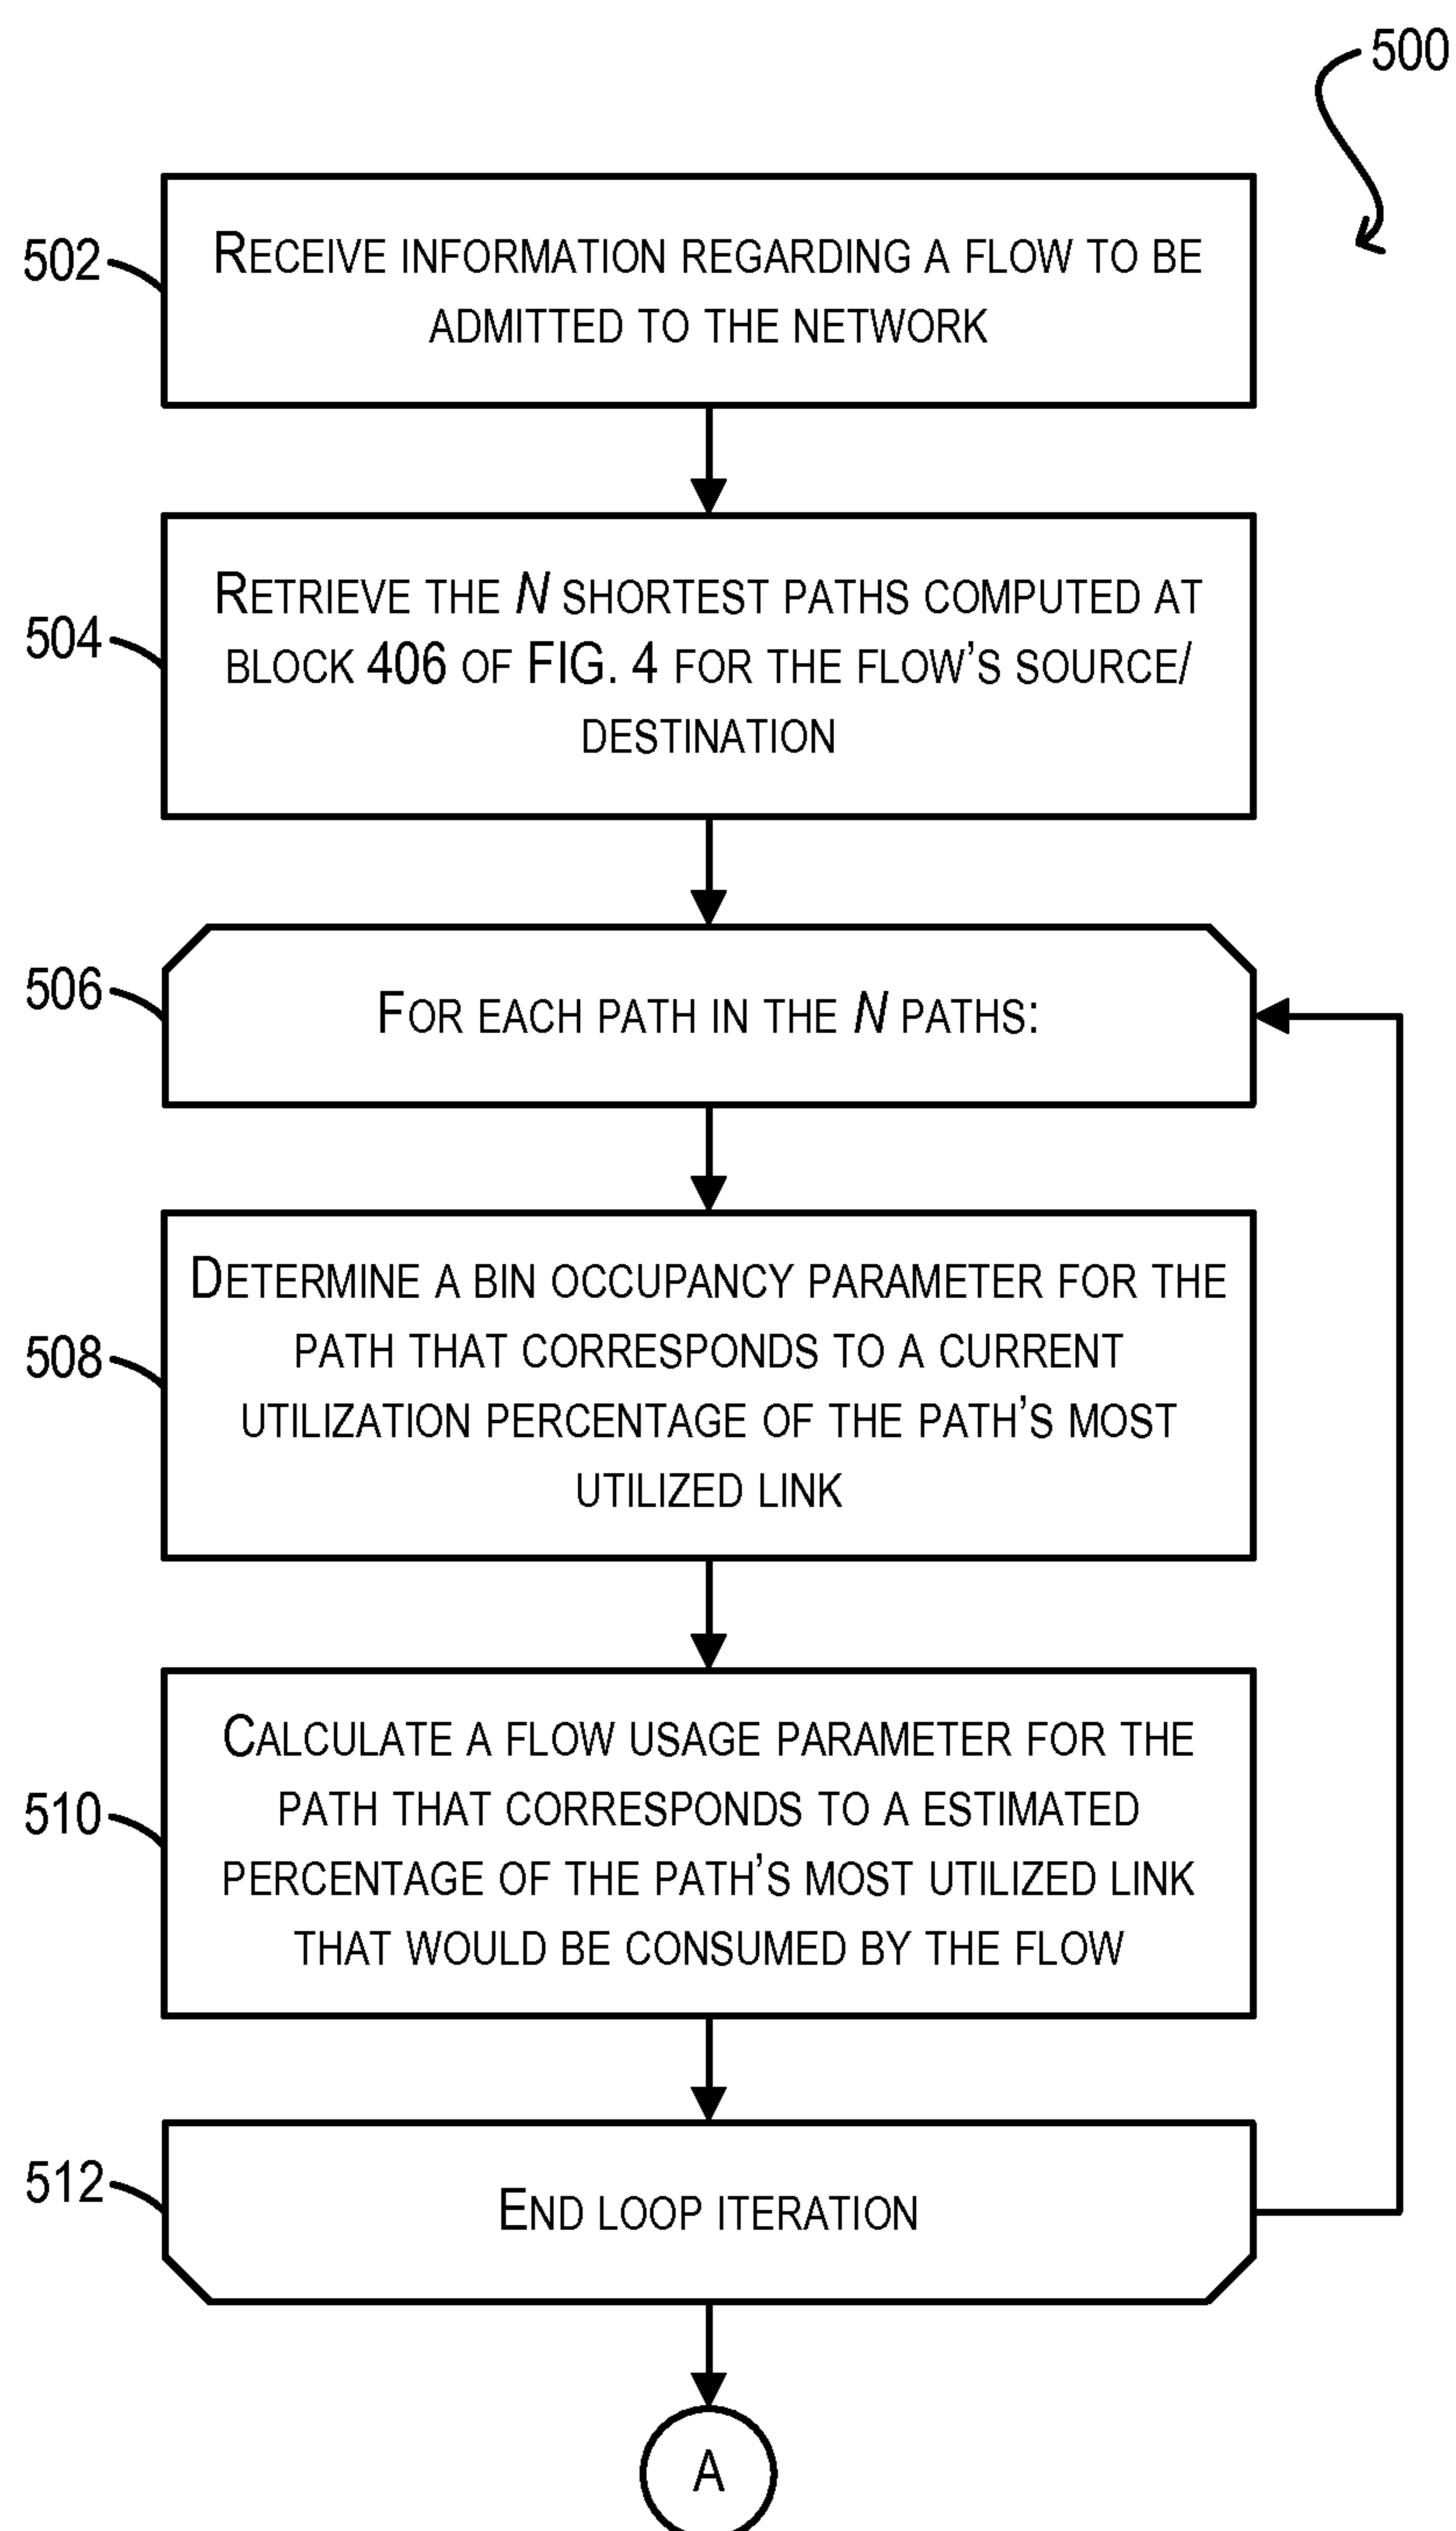 500
502
RECEIVE INFORMATION REGARDING A FLOW TO BE
ADMITTED TO THE NETWORK
504
RETRIEVE THE N SHORTEST PATHS COMPUTED AT
BLOCK 406 OF FIG. 4 FOR THE FLOW'S SOURCE/
DESTINATION
506
FOR EACH PATH IN THE N PATHS:
508
DETERMINE A BIN OCCUPANCY PARAMETER FOR THE
PATH THAT CORRESPONDS TO A CURRENT
UTILIZATION PERCENTAGE OF THE PATH'S MOST
UTILIZED LINK
510
CALCULATE A FLOW USAGE PARAMETER FOR THE
PATH THAT CORRESPONDS TO A ESTIMATED
PERCENTAGE OF THE PATH'S MOST UTILIZED LINK
THAT WOULD BE CONSUMED BY THE FLOW
512
END LOOP ITERATION
A